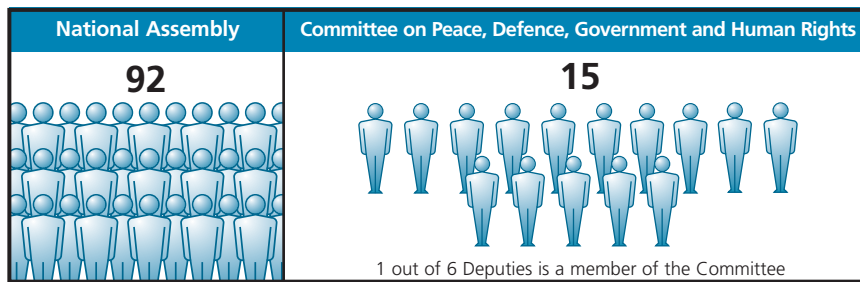 National Assembly
Committee on Peace, Defence, Government and Human Rights
92
15
1 out of 6 Deputies is a member of the Committee